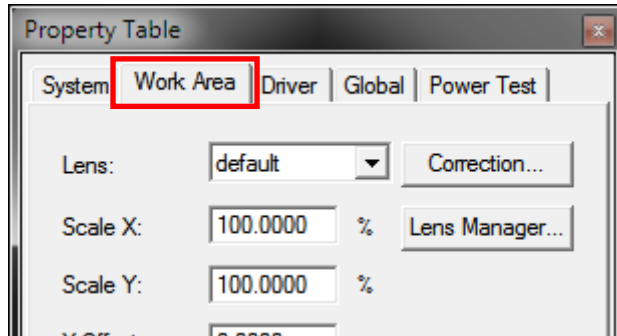 Property Table
System Work Area Driver Global Power Test
Lens: default Correction...
Scale X: 100.0000 % Lens Manager...
Scale Y: 100.0000 %